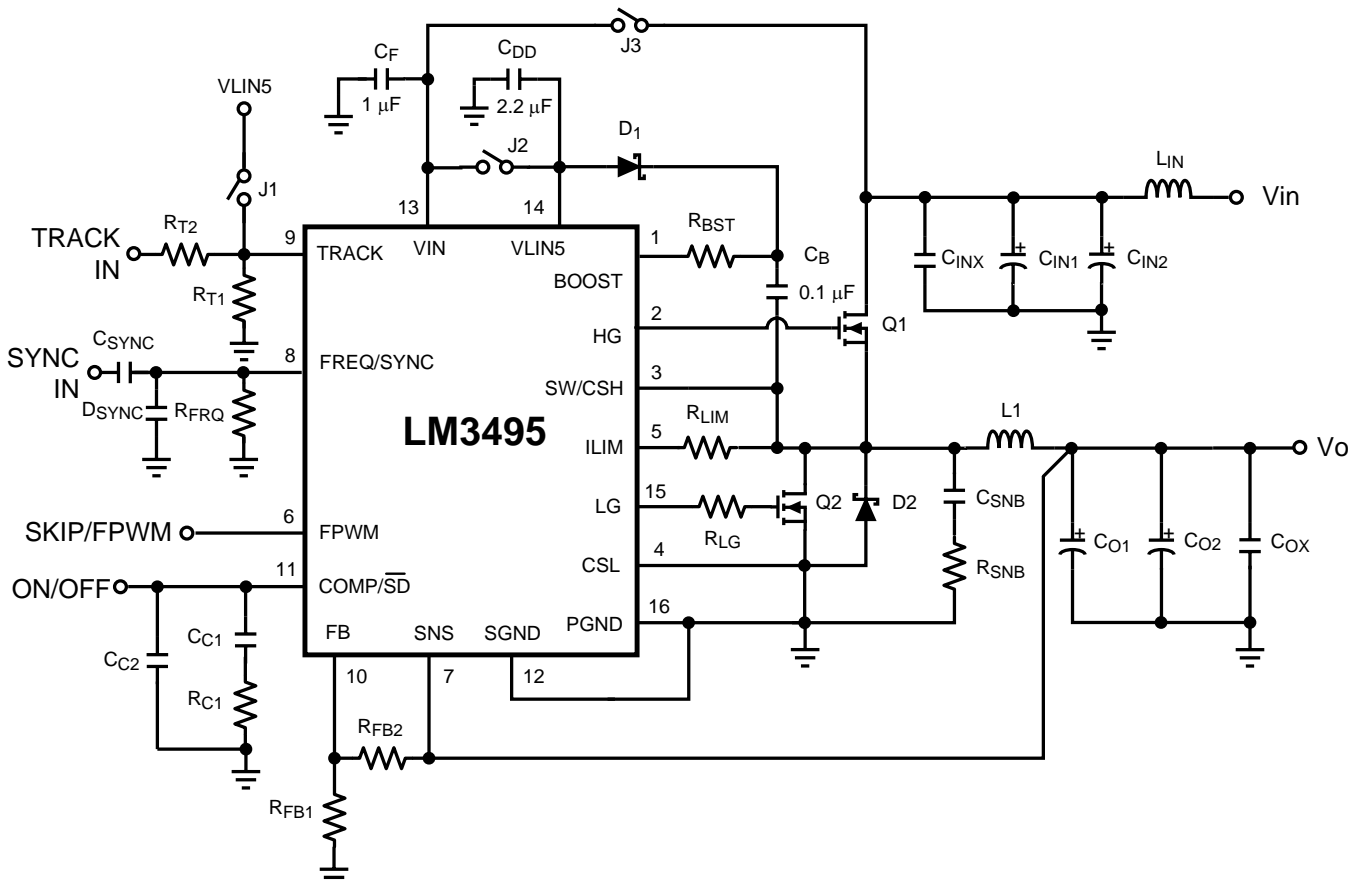 J3
CF
1 µF
CDD
2.2 µF
VLIN5
J1
J2
D1
LIN
Vin
13
14
TRACK
IN
RT2
9
TRACK
VIN
VLIN5
1
RBST
CB
0.1 µF
CINX
CIN1
CIN2
RT1
BOOST
2
HG
Q1
CSYNC
SYNC
IN
8
FREQ/SYNC
SW/CSH
3
DSYNC
RFRQ
LM3495
ILIM
5
RLIM
L1
Vo
LG
15
RLG
Q2
D2
CSNB
SKIP/FPWM
6
FPWM
CSL
4
RSNB
CO1
CO2
COX
ON/OFF
11
COMP/SD
PGND
16
FB
SNS
SGND
10
7
12
CC2
CC1
RC1
RFB2
RFB1